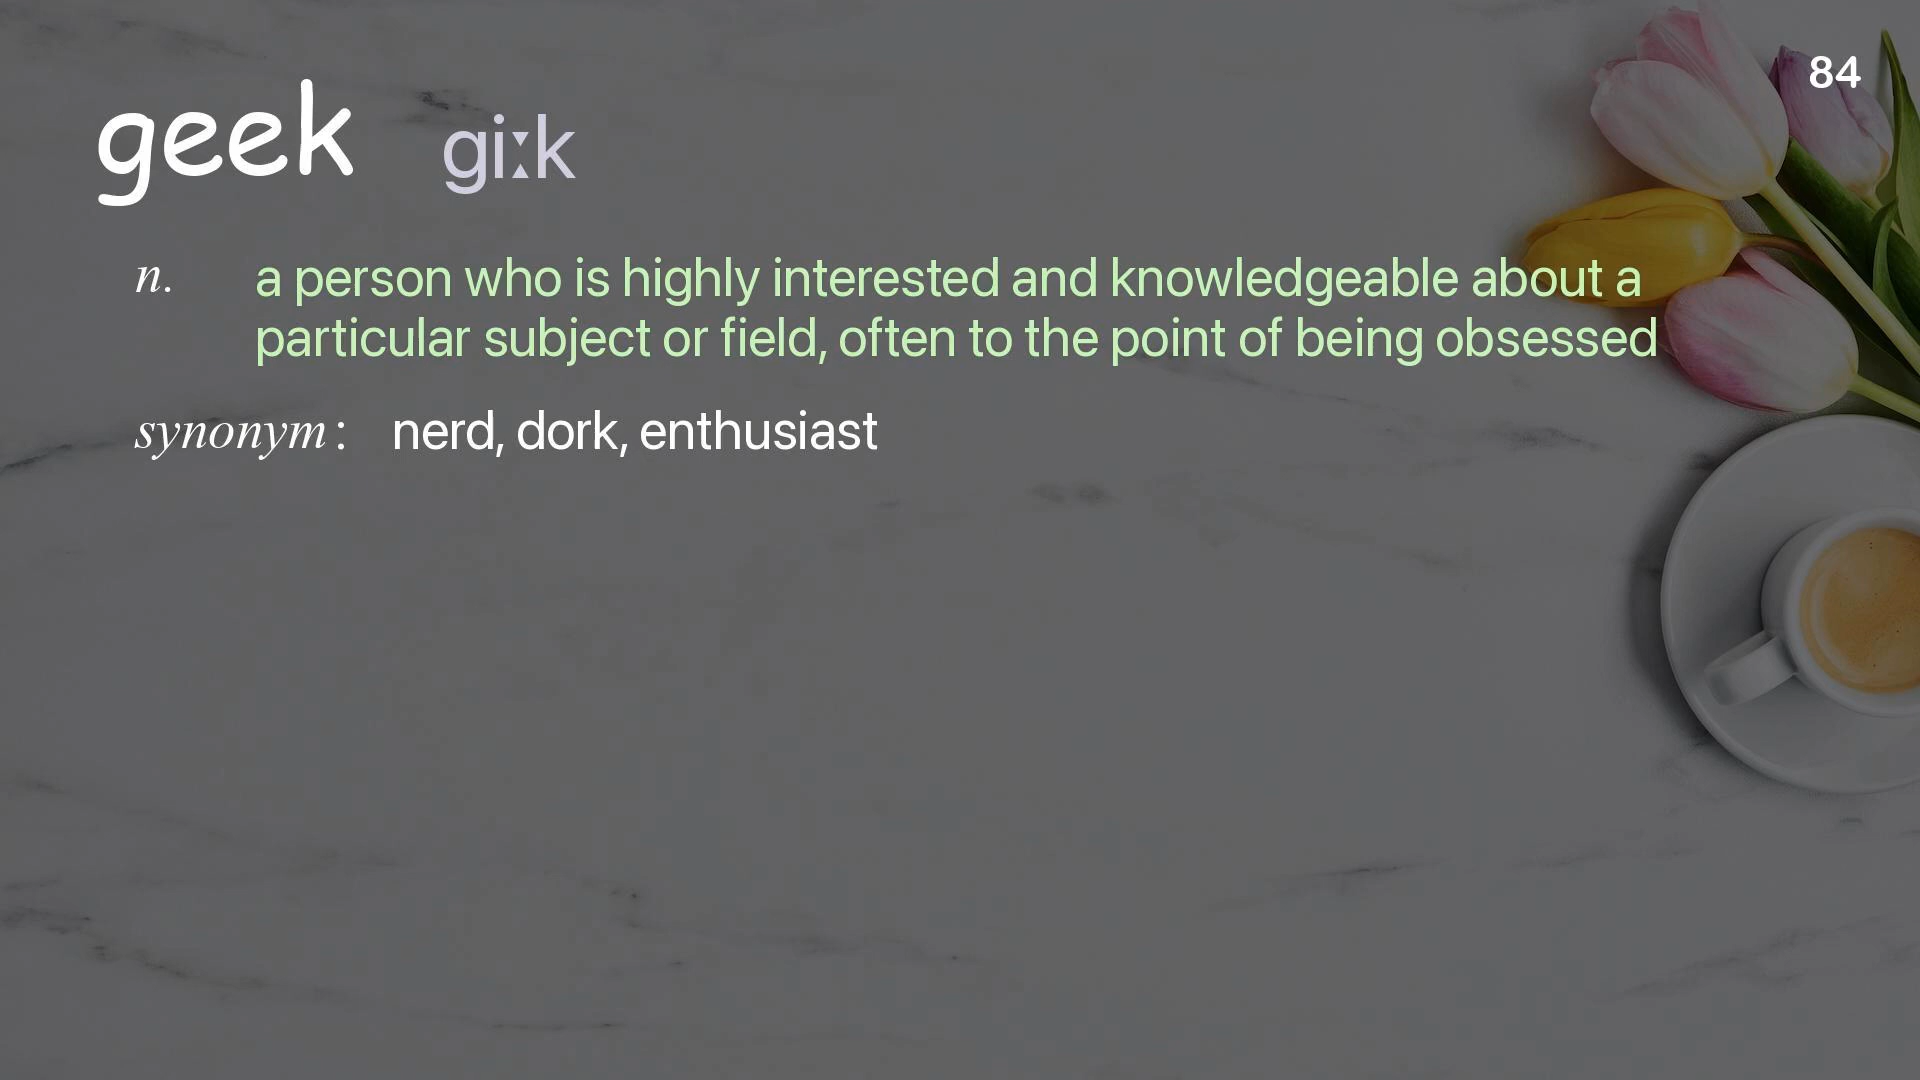 84
geek giːk
n. a person who is highly interested and knowledgeable about a
particular subject or field, often to the point of being obsessed
synonym: nerd, dork, enthusiast